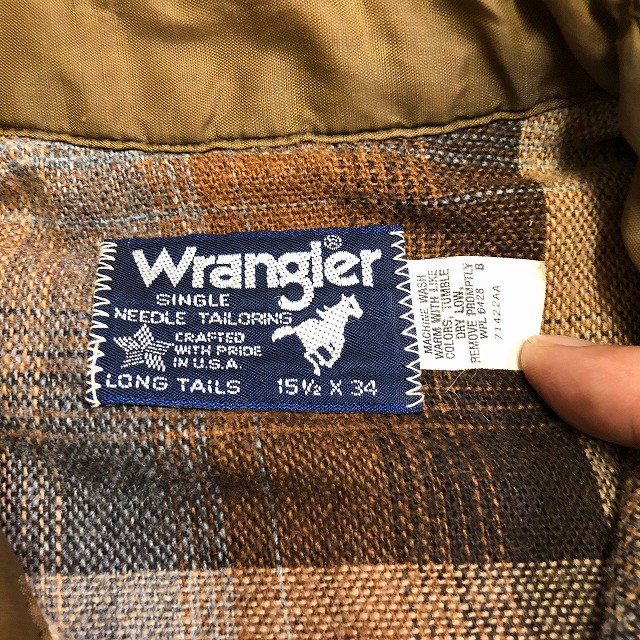 Wrangler®
SINGLE
NEEDLE TAILORING
CRAFTED
WITH PRIDE
IN U.S.A.
LONG TAILS 15½ X 34
MACHINE WASH
WARM WITH LIKE
COLORS. TUMBLE
DRY LOW.
REMOVE PROMPTLY
WPL 6428 B
71422AA